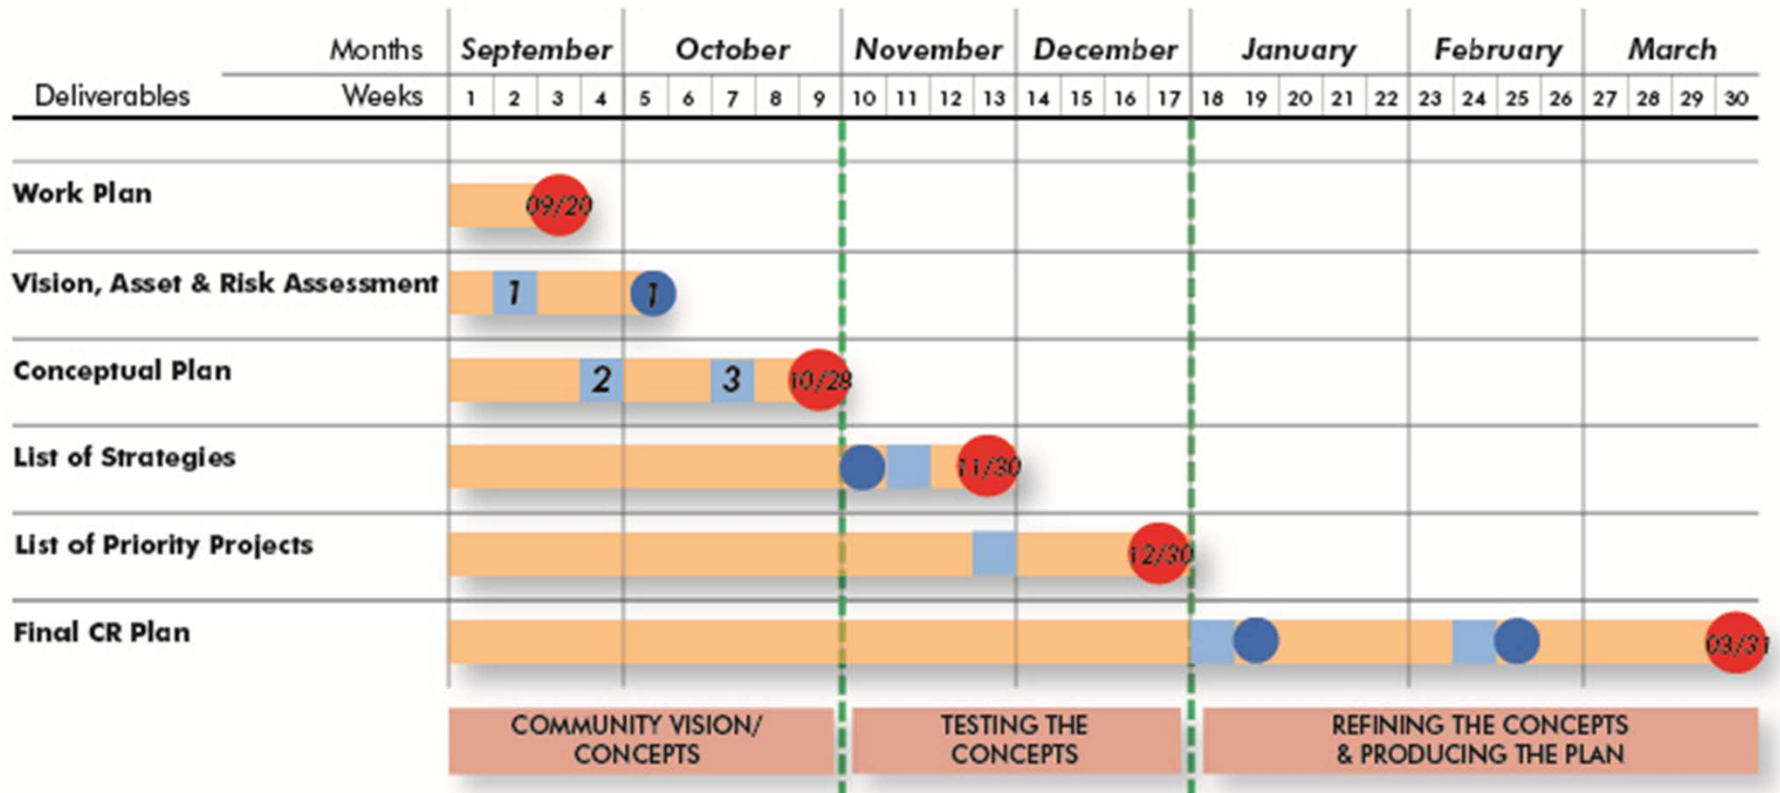 Months September October November December January February March
Deliverables Weeks 1 2 3 4 5 6 7 8 9 10 11 12 13 14 15 16 17 18 19 20 21 22 23 24 25 26 27 28 29 30
Work Plan 09/20
Vision, Asset & Risk Assessment 1 1
Conceptual Plan 2 3 10/28
List of Strategies 11/30
List of Priority Projects 12/30
Final CR Plan 03/31
COMMUNITY VISION/
CONCEPTS
TESTING THE
CONCEPTS
REFINING THE CONCEPTS
& PRODUCING THE PLAN